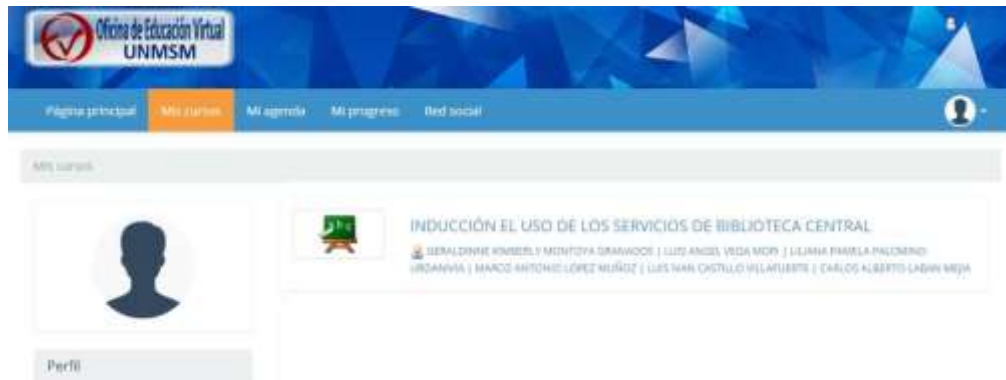 Oficina de Educación Virtual
UNMSM
Página principal Mis cursos Mi agenda Mi progreso Red social
Mis cursos
abc
INDUCCIÓN EL USO DE LOS SERVICIOS DE BIBLIOTECA CENTRAL
GERALDINNE KIMBERLY MONTOYA GRANADOS | LUIS ANGEL VEGA MORI | LILIANA PAMELA PALOMINO
URDANIVIA | MARCO ANTONIO LÓPEZ MUÑOZ | LUIS IVAN CASTILLO VILLAFUERTE | CARLOS ALBERTO LABAN MEJIA
Perfil